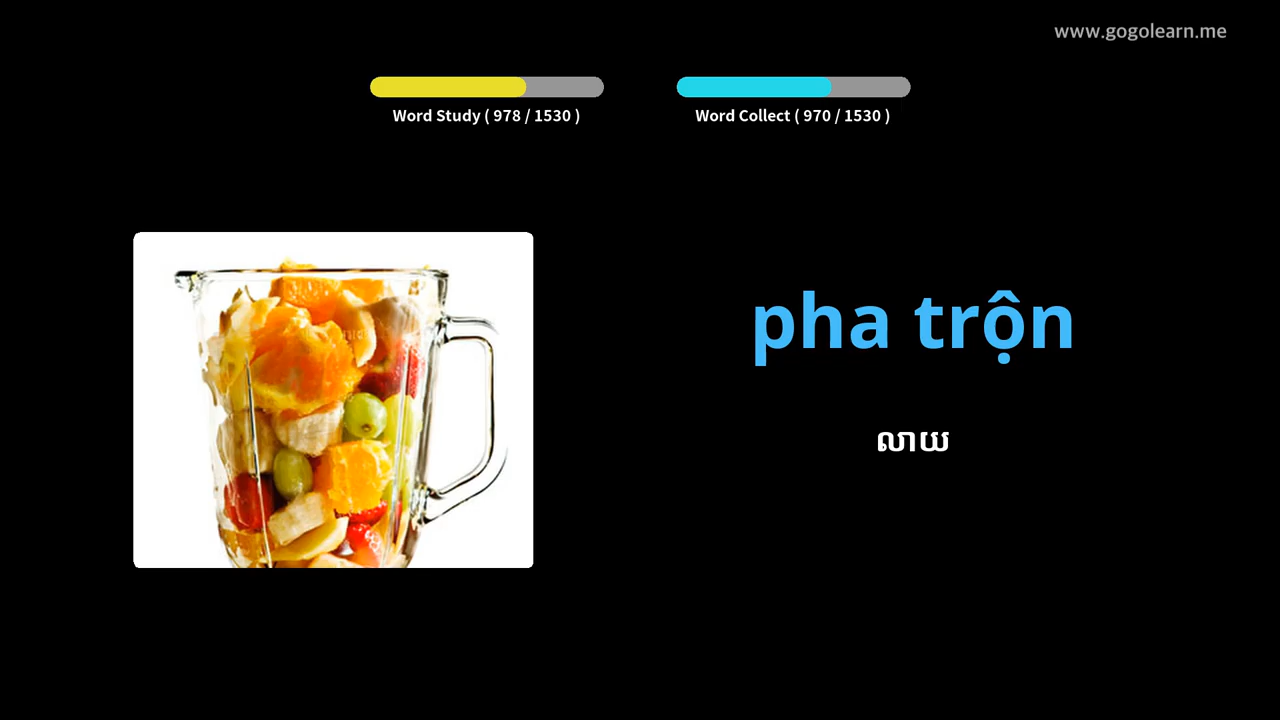 www.gogolearn.me
Word Study ( 978 / 1530 )
Word Collect ( 970 / 1530 )
pha trộn
លាយ